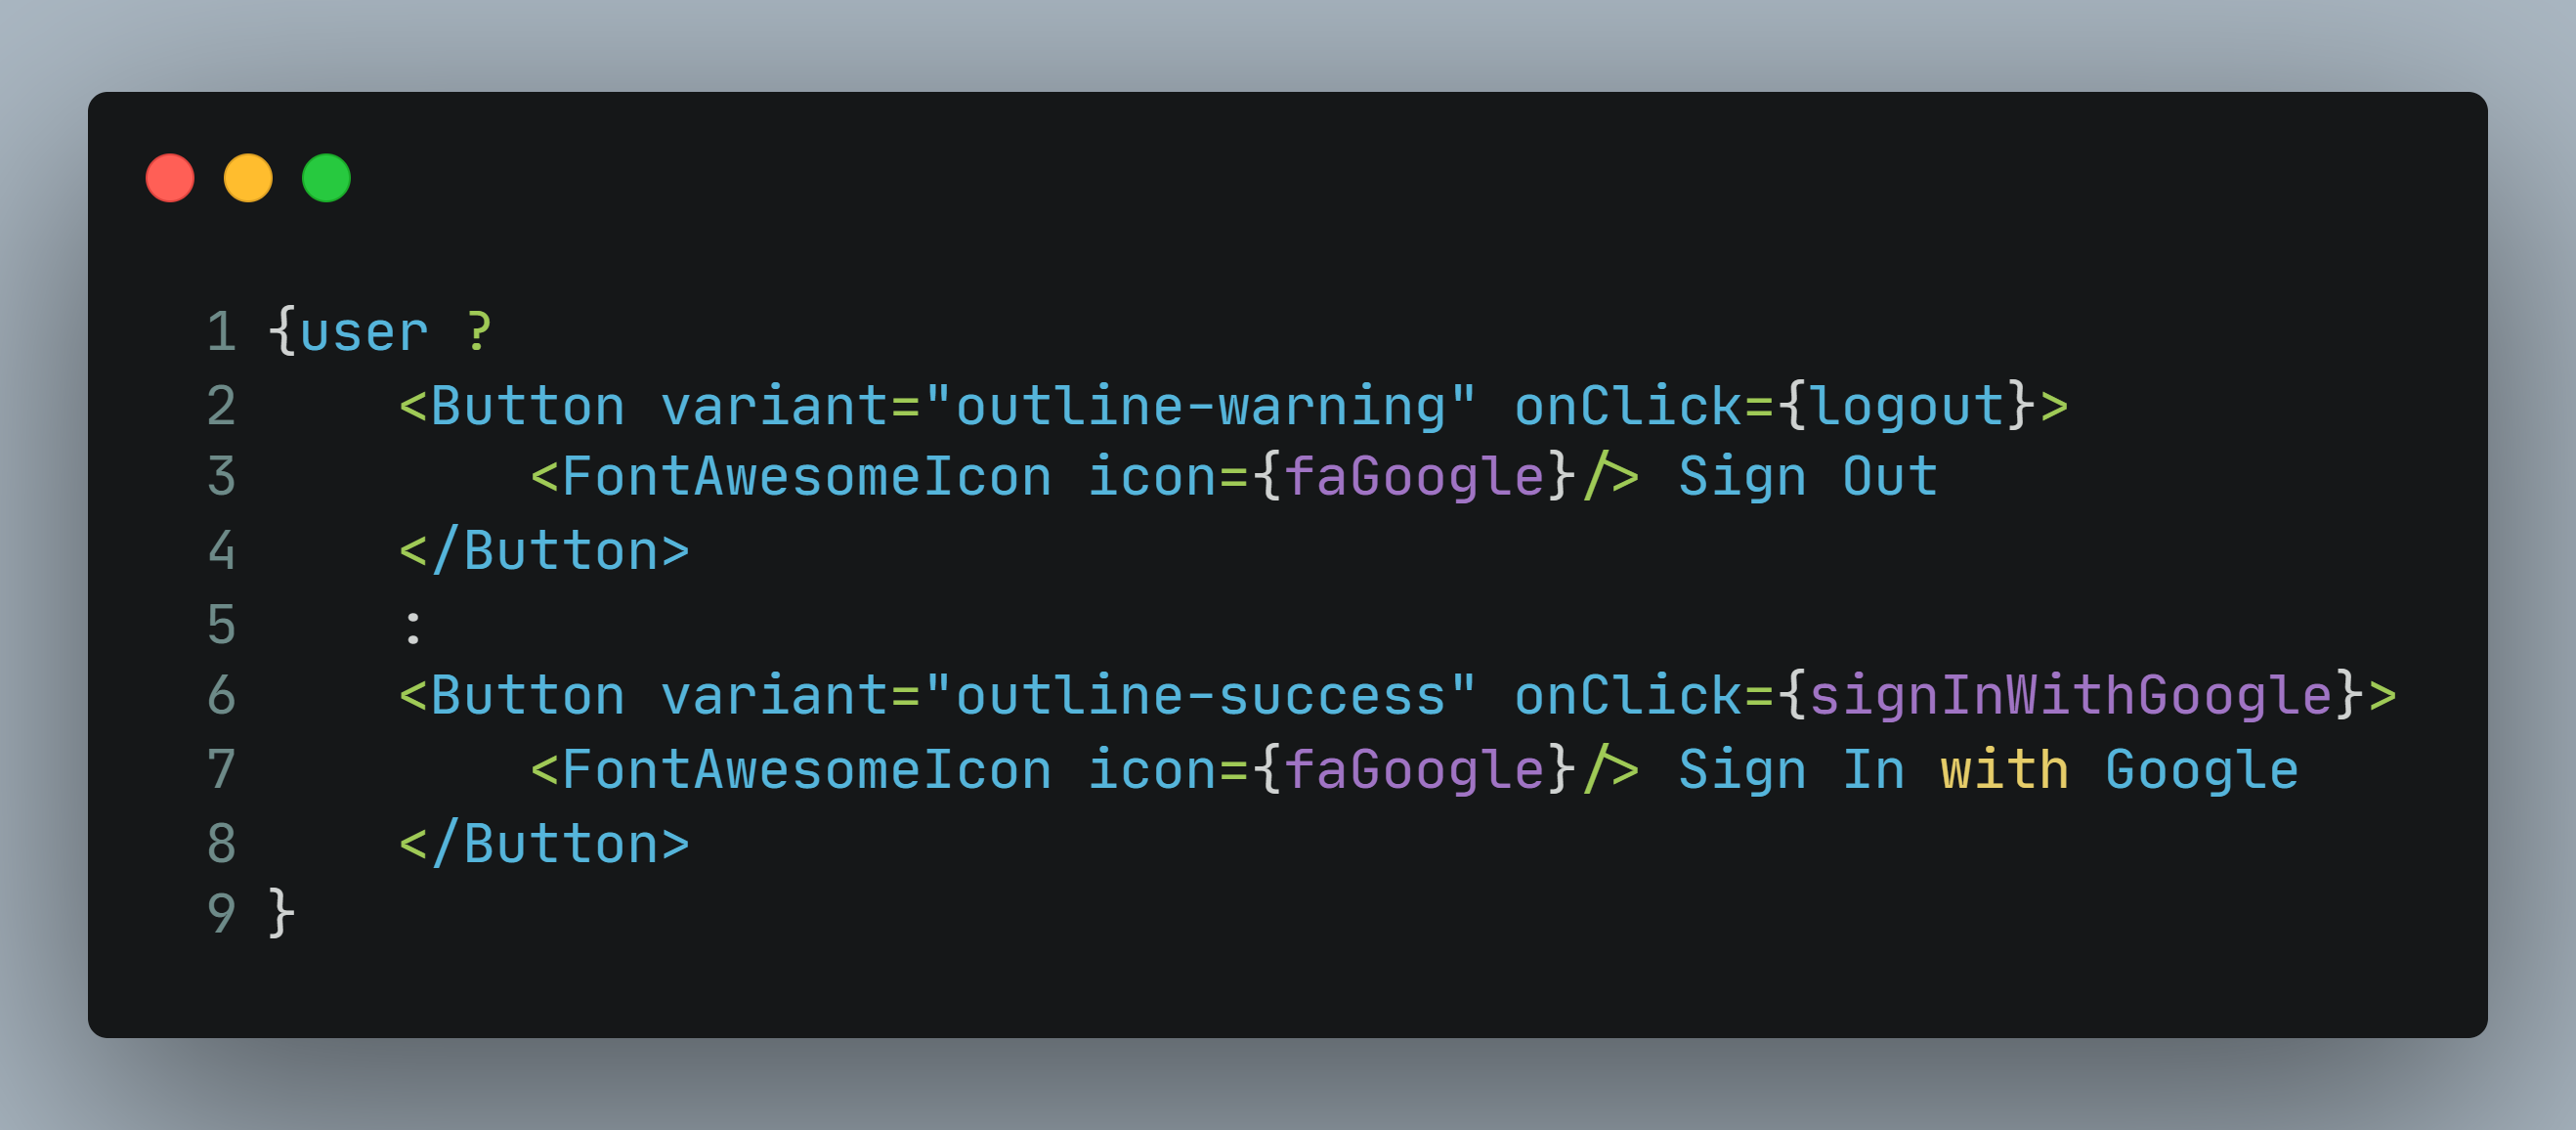 1 {user ?
2     <Button variant="outline-warning" onClick={logout}>
3         <FontAwesomeIcon icon={faGoogle}/> Sign Out
4     </Button>
5     :
6     <Button variant="outline-success" onClick={signInWithGoogle}>
7         <FontAwesomeIcon icon={faGoogle}/> Sign In with Google
8     </Button>
9 }